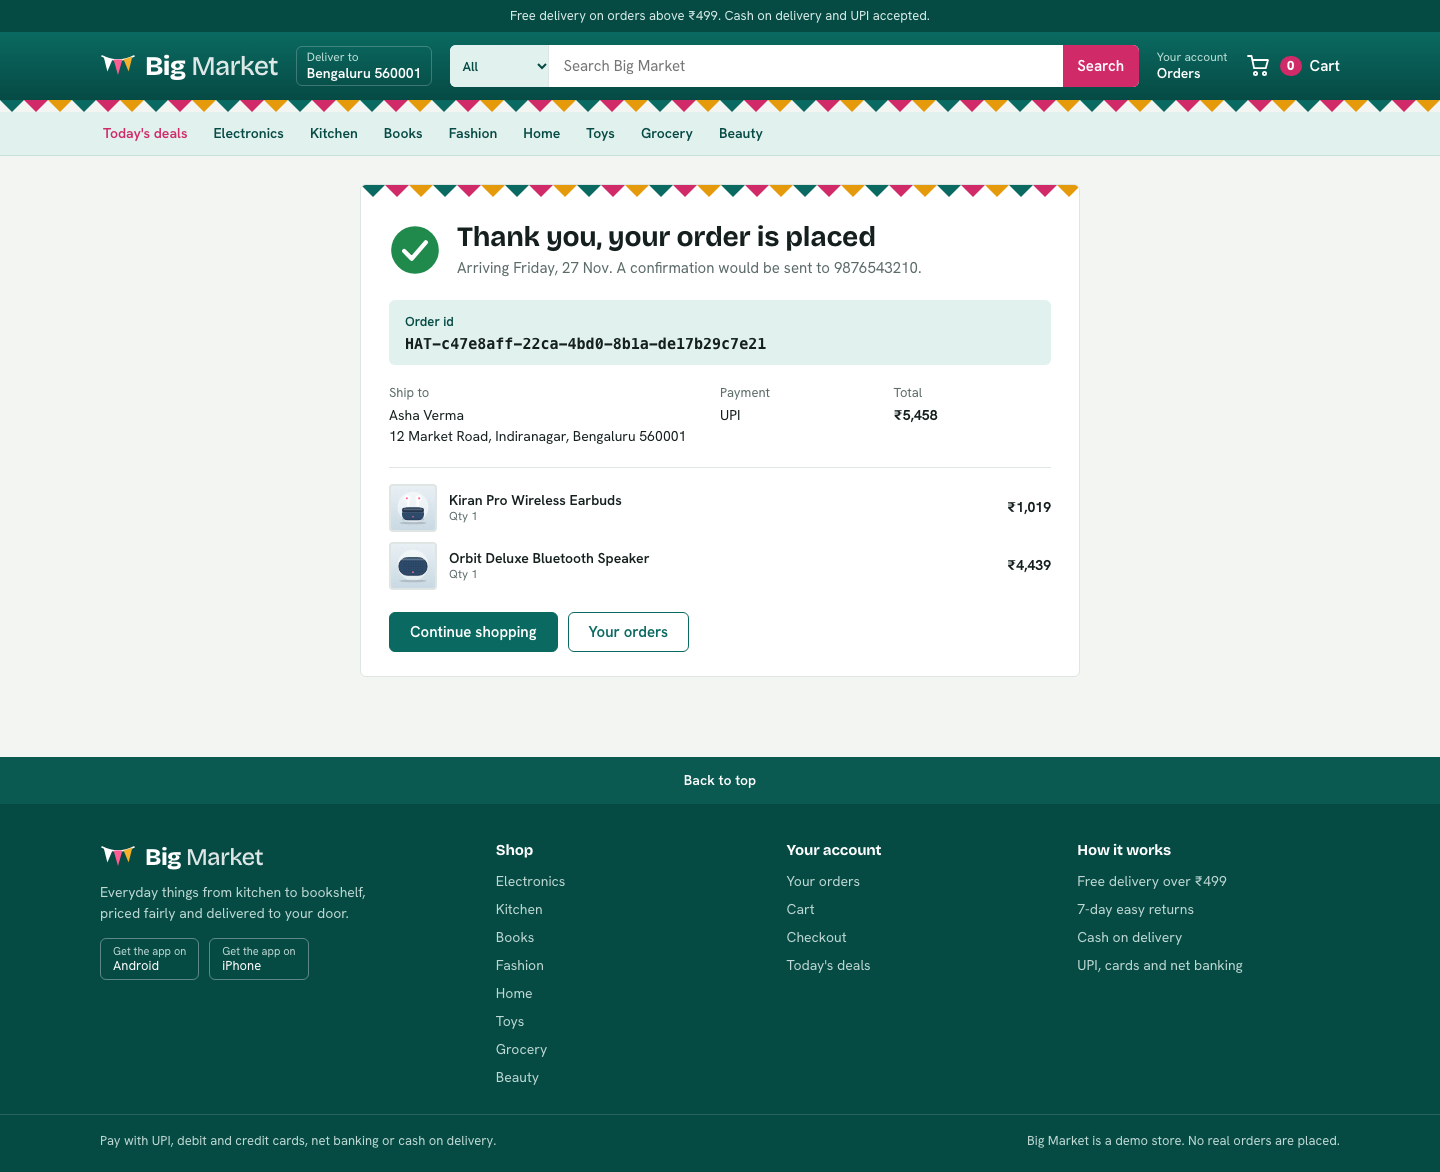 Free delivery on orders above ₹499. Cash on delivery and UPI accepted.
Big Market
Deliver to
Bengaluru 560001
All
Search Big Market
Search
Your account
Orders
0
Cart
Today's deals
Electronics
Kitchen
Books
Fashion
Home
Toys
Grocery
Beauty
Thank you, your order is placed
Arriving Friday, 27 Nov. A confirmation would be sent to 9876543210.
Order id
HAT-c47e8aff-22ca-4bd0-8b1a-de17b29c7e21
Ship to
Asha Verma
12 Market Road, Indiranagar, Bengaluru 560001
Payment
UPI
Total
₹5,458
Kiran Pro Wireless Earbuds
Qty 1
₹1,019
Orbit Deluxe Bluetooth Speaker
Qty 1
₹4,439
Continue shopping
Your orders
Back to top
Big Market
Everyday things from kitchen to bookshelf,
priced fairly and delivered to your door.
Get the app on
Android
Get the app on
iPhone
Shop
Electronics
Kitchen
Books
Fashion
Home
Toys
Grocery
Beauty
Your account
Your orders
Cart
Checkout
Today's deals
How it works
Free delivery over ₹499
7-day easy returns
Cash on delivery
UPI, cards and net banking
Pay with UPI, debit and credit cards, net banking or cash on delivery.
Big Market is a demo store. No real orders are placed.